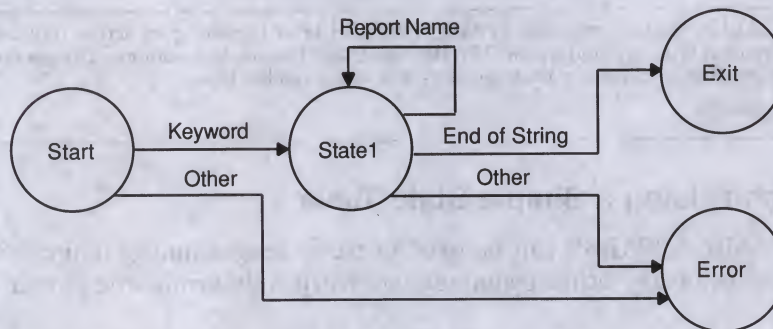 Report Name
Exit
Keyword
End of String
Start
State1
Other
Other
Error